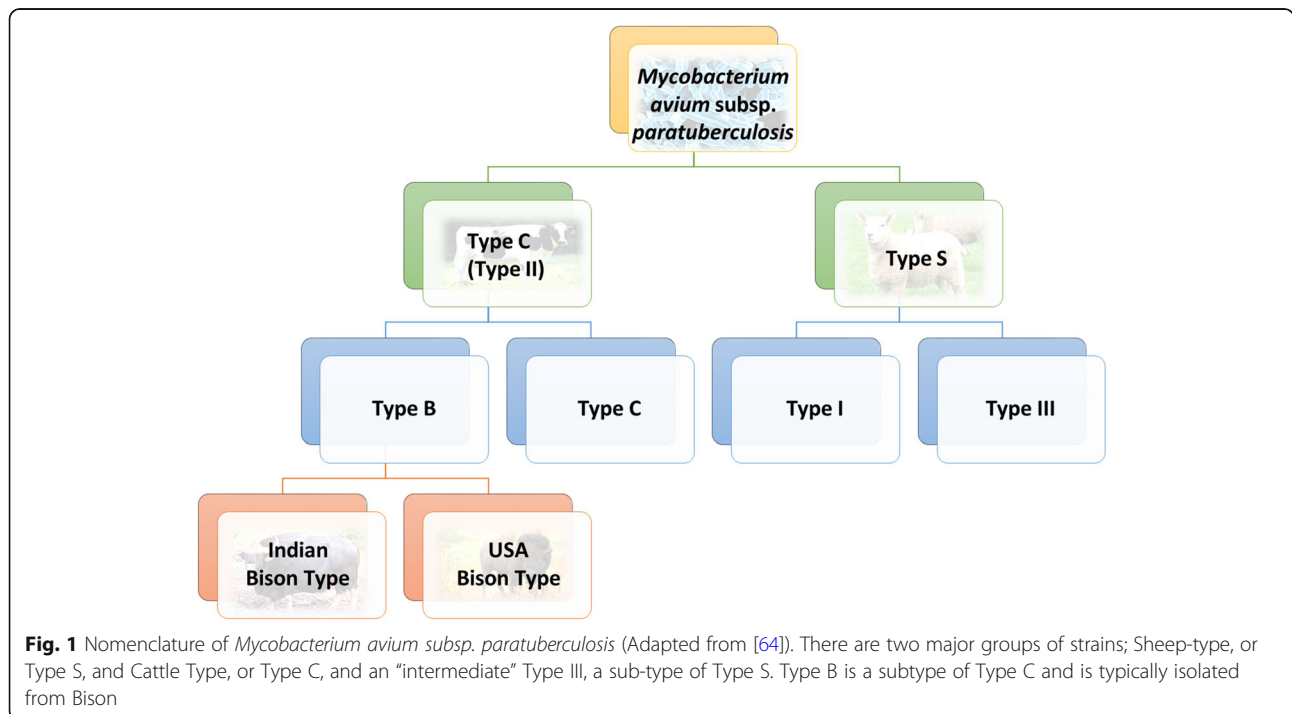 Mycobacterium
avium subsp.
paratuberculosis
Type C
(Type II)
Type S
Type B
Type C
Type I
Type III
Indian
Bison Type
USA
Bison Type
Fig. 1 Nomenclature of Mycobacterium avium subsp. paratuberculosis (Adapted from [64]). There are two major groups of strains; Sheep-type, or
Type S, and Cattle Type, or Type C, and an “intermediate” Type III, a sub-type of Type S. Type B is a subtype of Type C and is typically isolated
from Bison